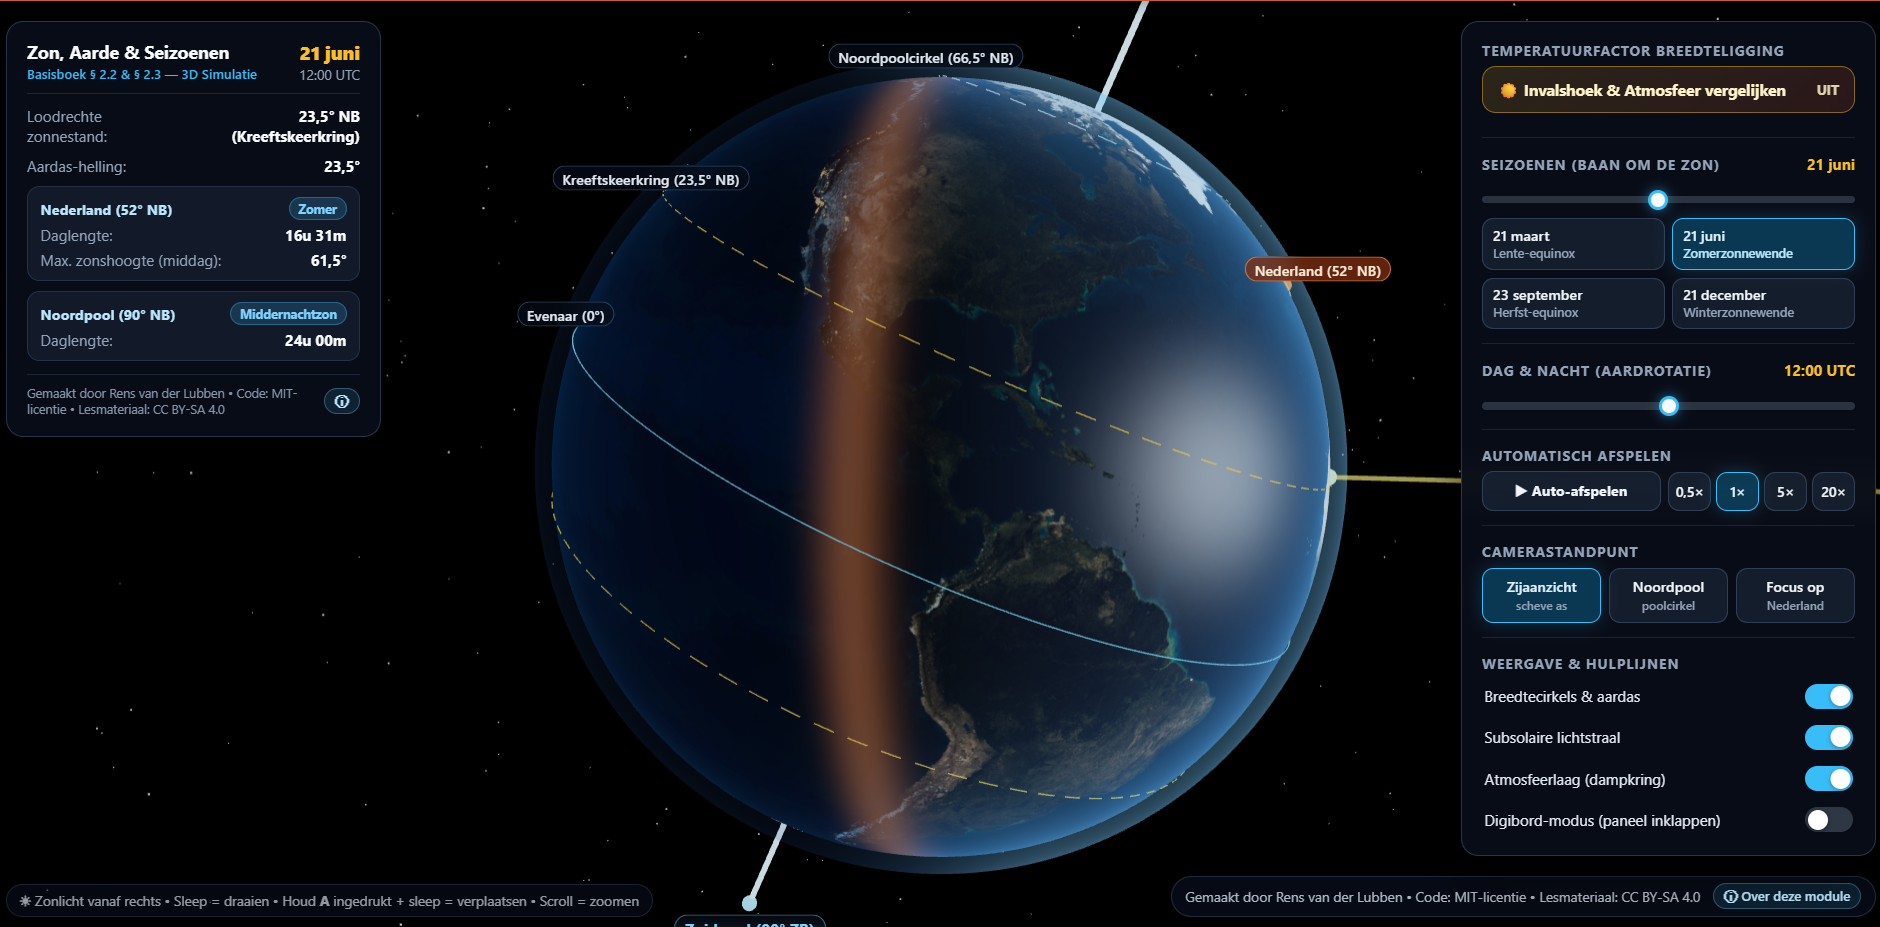 Zon, Aarde & Seizoenen
21 juni
Basisboek § 2.2 & § 2.3 — 3D Simulatie
12:00 UTC
Loodrechte zonnestand:
23,5° NB (Kreeftskeerkring)
Aardas-helling:
23,5°
Nederland (52° NB)
Zomer
Daglengte:
16u 31m
Max. zonshoogte (middag):
61,5°
Noordpool (90° NB)
Middernachtzon
Daglengte:
24u 00m
Gemaakt door Rens van der Lubben • Code: MIT-
licentie • Lesmateriaal: CC BY-SA 4.0
Noordpoolcirkel (66,5° NB)
Kreeftskeerkring (23,5° NB)
Nederland (52° NB)
Evenaar (0°)
TEMPERATUURFACTOR BREEDTELIGGING
Invalshoek & Atmosfeer vergelijken
UIT
SEIZOENEN (BAAN OM DE ZON)
21 juni
21 maart
Lente-equinox
21 juni
Zomerzonnewende
23 september
Herfst-equinox
21 december
Winterzonnewende
DAG & NACHT (AARDROTATIE)
12:00 UTC
AUTOMATISCH AFSPELEN
▶ Auto-afspelen
0,5×
1×
5×
20×
CAMERASTANDPUNT
Zijaanzicht
scheve as
Noordpool
poolcirkel
Focus op
Nederland
WEERGAVE & HULPLIJNEN
Breedtecirkels & aardas
Subsolaire lichtstraal
Atmosfeerlaag (dampkring)
Digibord-modus (paneel inklappen)
☀ Zonlicht vanaf rechts • Sleep = draaien • Houd A ingedrukt + sleep = verplaatsen • Scroll = zoomen
Gemaakt door Rens van der Lubben • Code: MIT-licentie • Lesmateriaal: CC BY-SA 4.0
ⓘ Over deze module